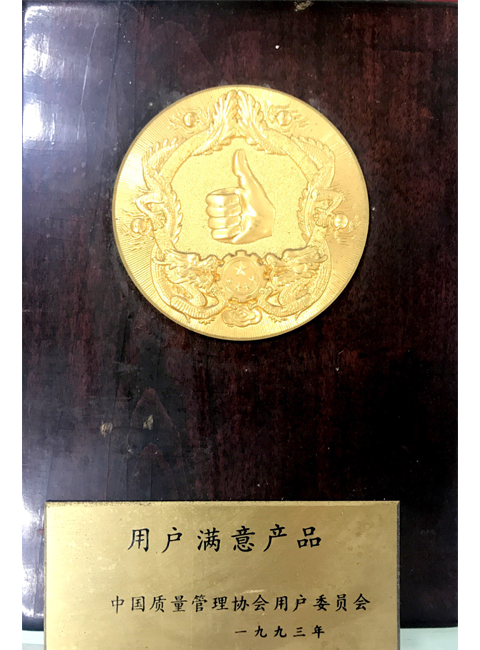 用户满意产品
中国质量管理协会用户委员会
一九九三年